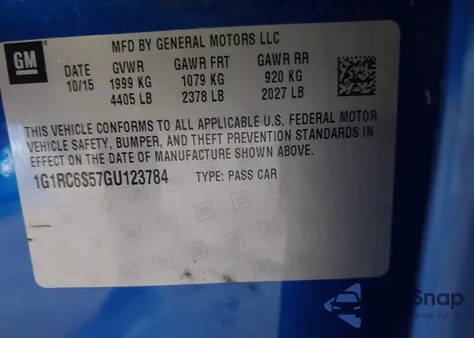 GM
MFD BY GENERAL MOTORS LLC
DATE GVWR GAWR FRT GAWR RR
10/15 1999 KG 1079 KG 920 KG
4405 LB 2378 LB 2027 LB
THIS VEHICLE CONFORMS TO ALL APPLICABLE U.S. FEDERAL MOTOR
VEHICLE SAFETY, BUMPER, AND THEFT PREVENTION STANDARDS IN
EFFECT ON THE DATE OF MANUFACTURE SHOWN ABOVE.
1G1RC6S57GU123784 TYPE: PASS CAR